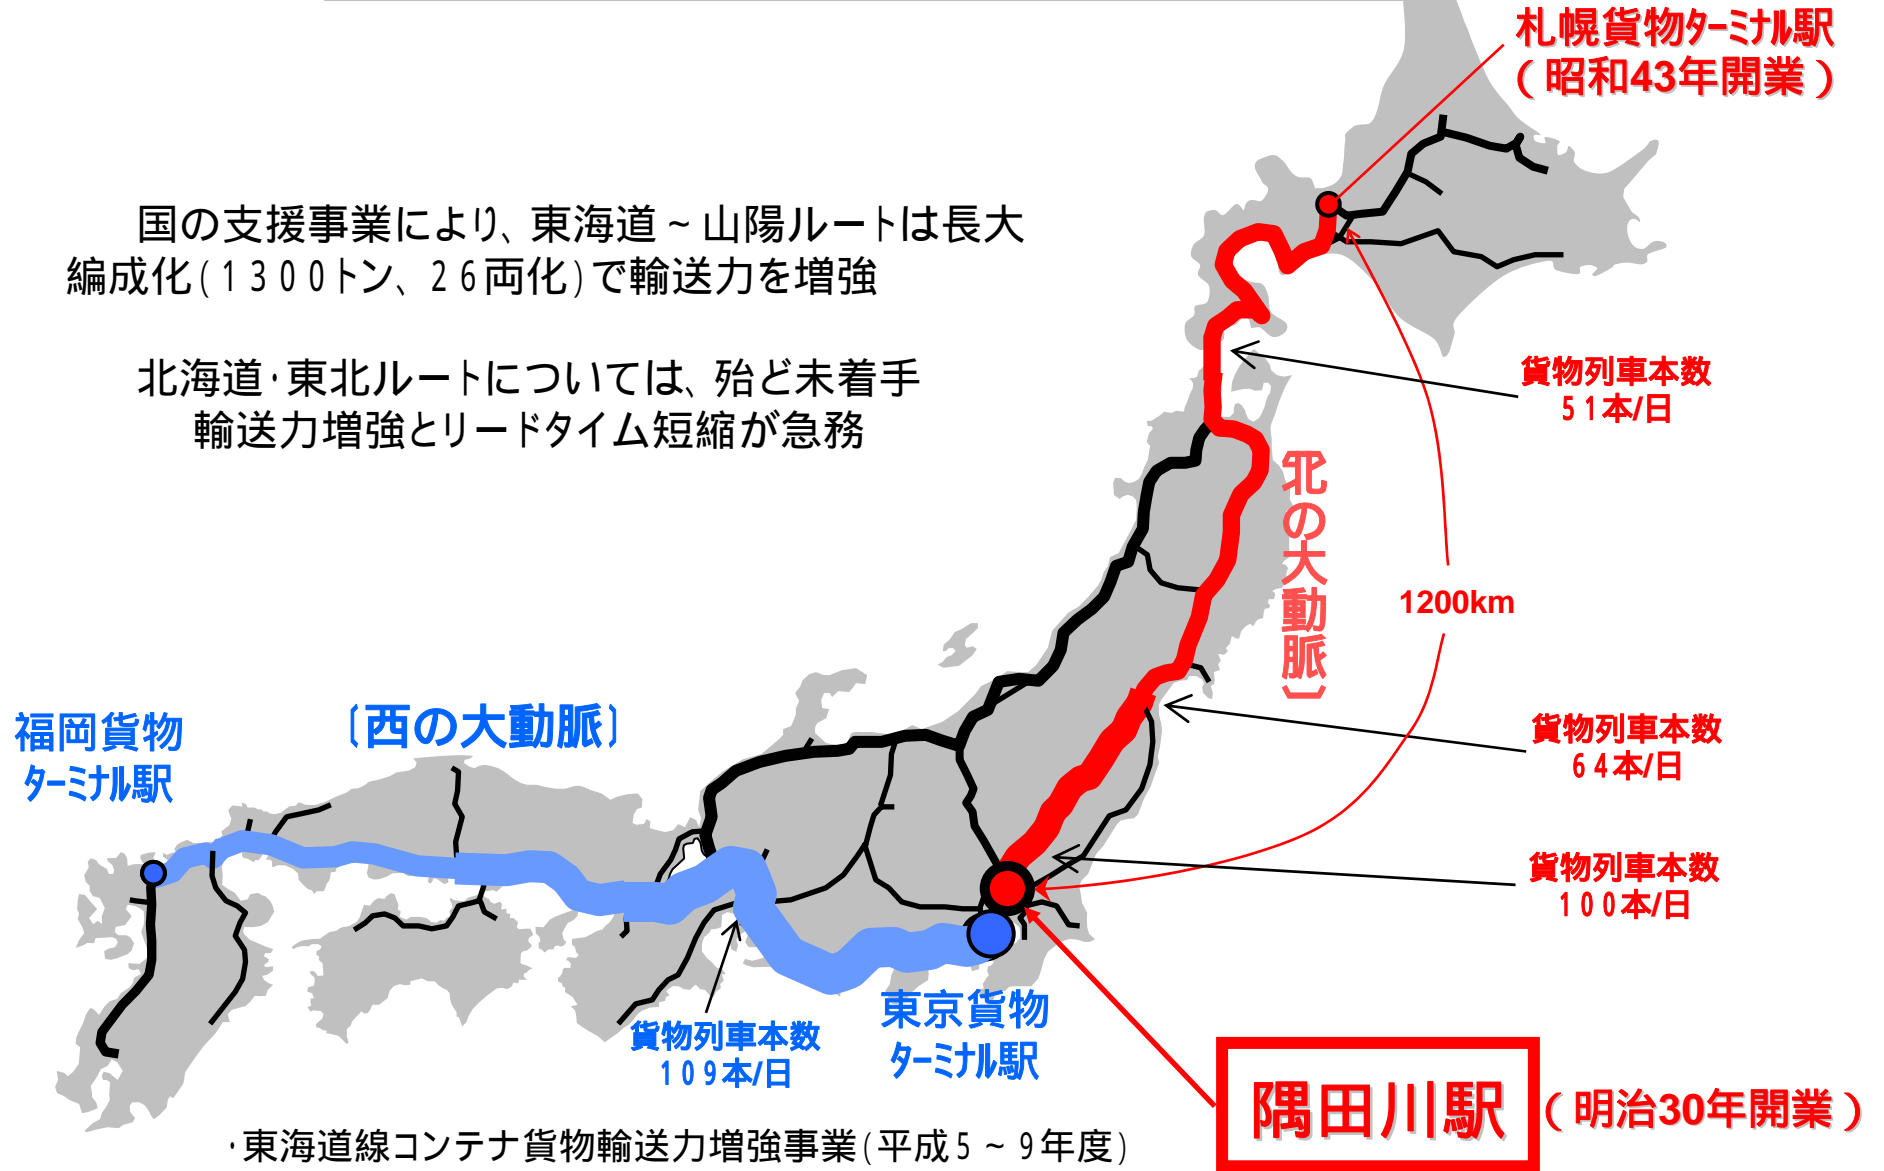 札幌貨物ターミナル駅
（昭和43年開業）
国の支援事業により、東海道～山陽ルートは長大
編成化(1300トン、26両化)で輸送力を増強
北海道・東北ルートについては、殆ど未着手
輸送力増強とリードタイム短縮が急務
貨物列車本数
51本/日
〔北の大動脈〕
1200km
〔西の大動脈〕
福岡貨物
ターミナル駅
貨物列車本数
64本/日
貨物列車本数
100本/日
東京貨物
ターミナル駅
貨物列車本数
109本/日
隅田川駅
（明治30年開業）
・東海道線コンテナ貨物輸送力増強事業(平成5～9年度)